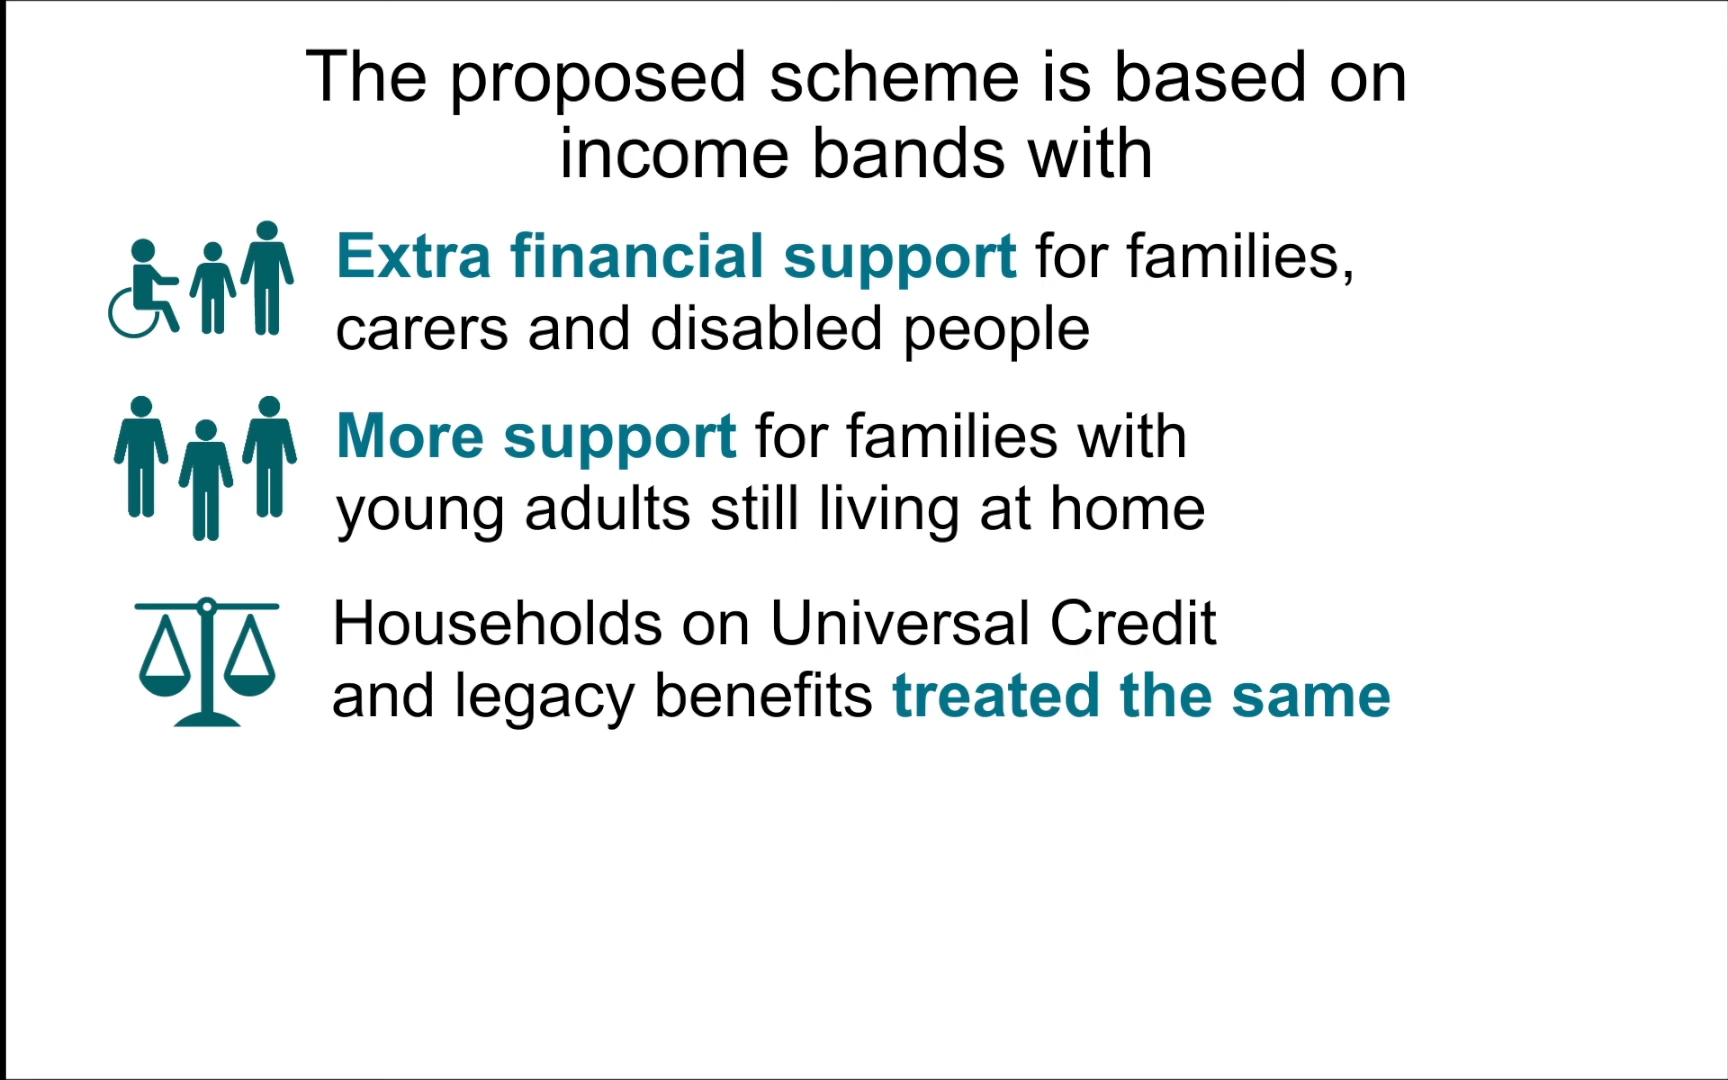 The proposed scheme is based on
income bands with
Extra financial support for families,
carers and disabled people
More support for families with
young adults still living at home
Households on Universal Credit
and legacy benefits treated the same